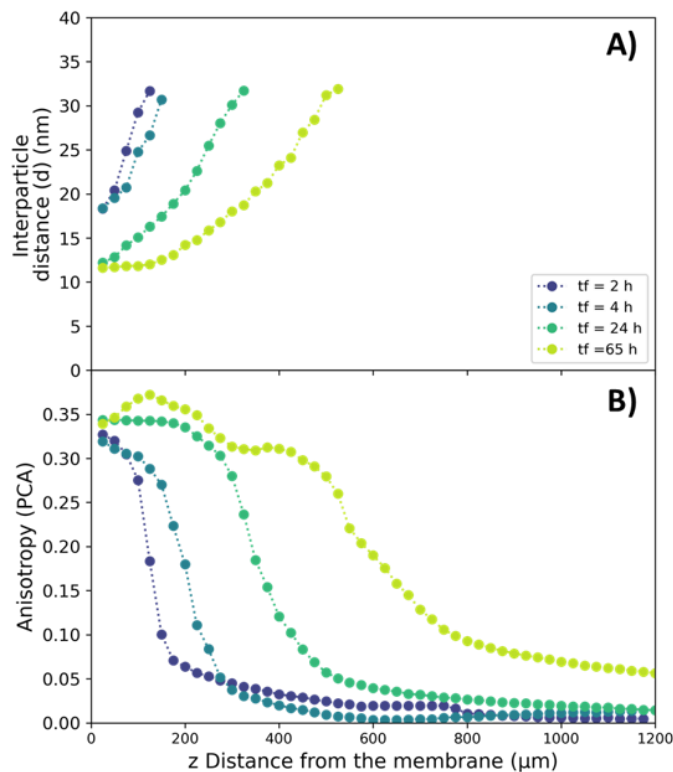 A)
40
35
30
25
20
15
10
5
0
Interparticle
distance (d) (nm)
tf = 2 h
tf = 4 h
tf = 24 h
tf =65 h
B)
0.35
0.30
0.25
0.20
0.15
0.10
0.05
0.00
Anisotropy (PCA)
0 200 400 600 800 1000 1200
z Distance from the membrane (μm)